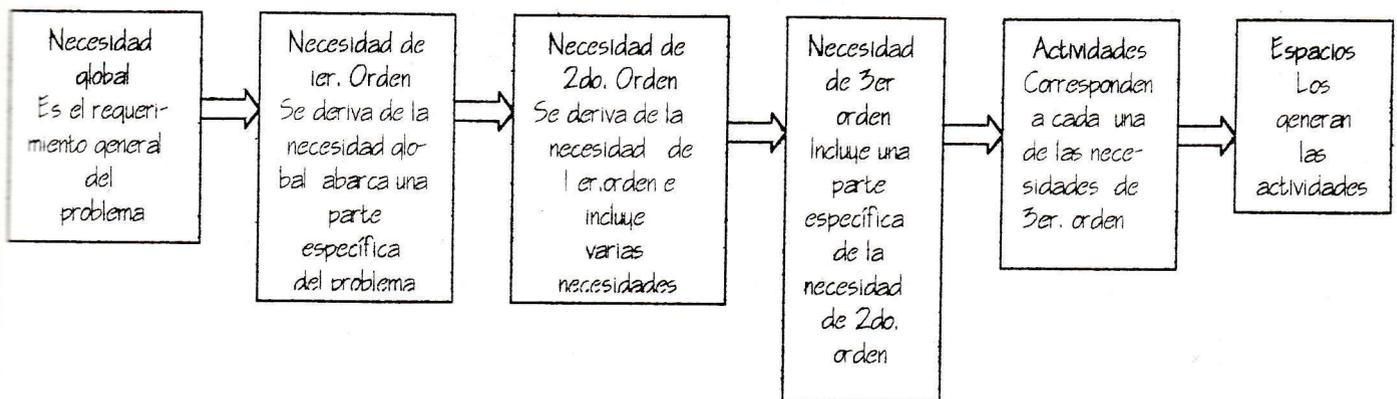 Necesidad
global
Es el requeri-
miento general
del
problema
Necesidad de
1er. Orden
Se deriva de la
necesidad glo-
bal abarca una
parte
específica
del problema
Necesidad de
2do. Orden
Se deriva de la
necesidad de
1er.orden e
incluye
varias
necesidades
Necesidad
de 3er
orden
Incluye una
parte
específica
de la
necesidad
de 2do.
orden
Actividades
Corresponden
a cada una
de las nece-
sidades de
3er. orden
Espacios
Los
generan
las
actividades